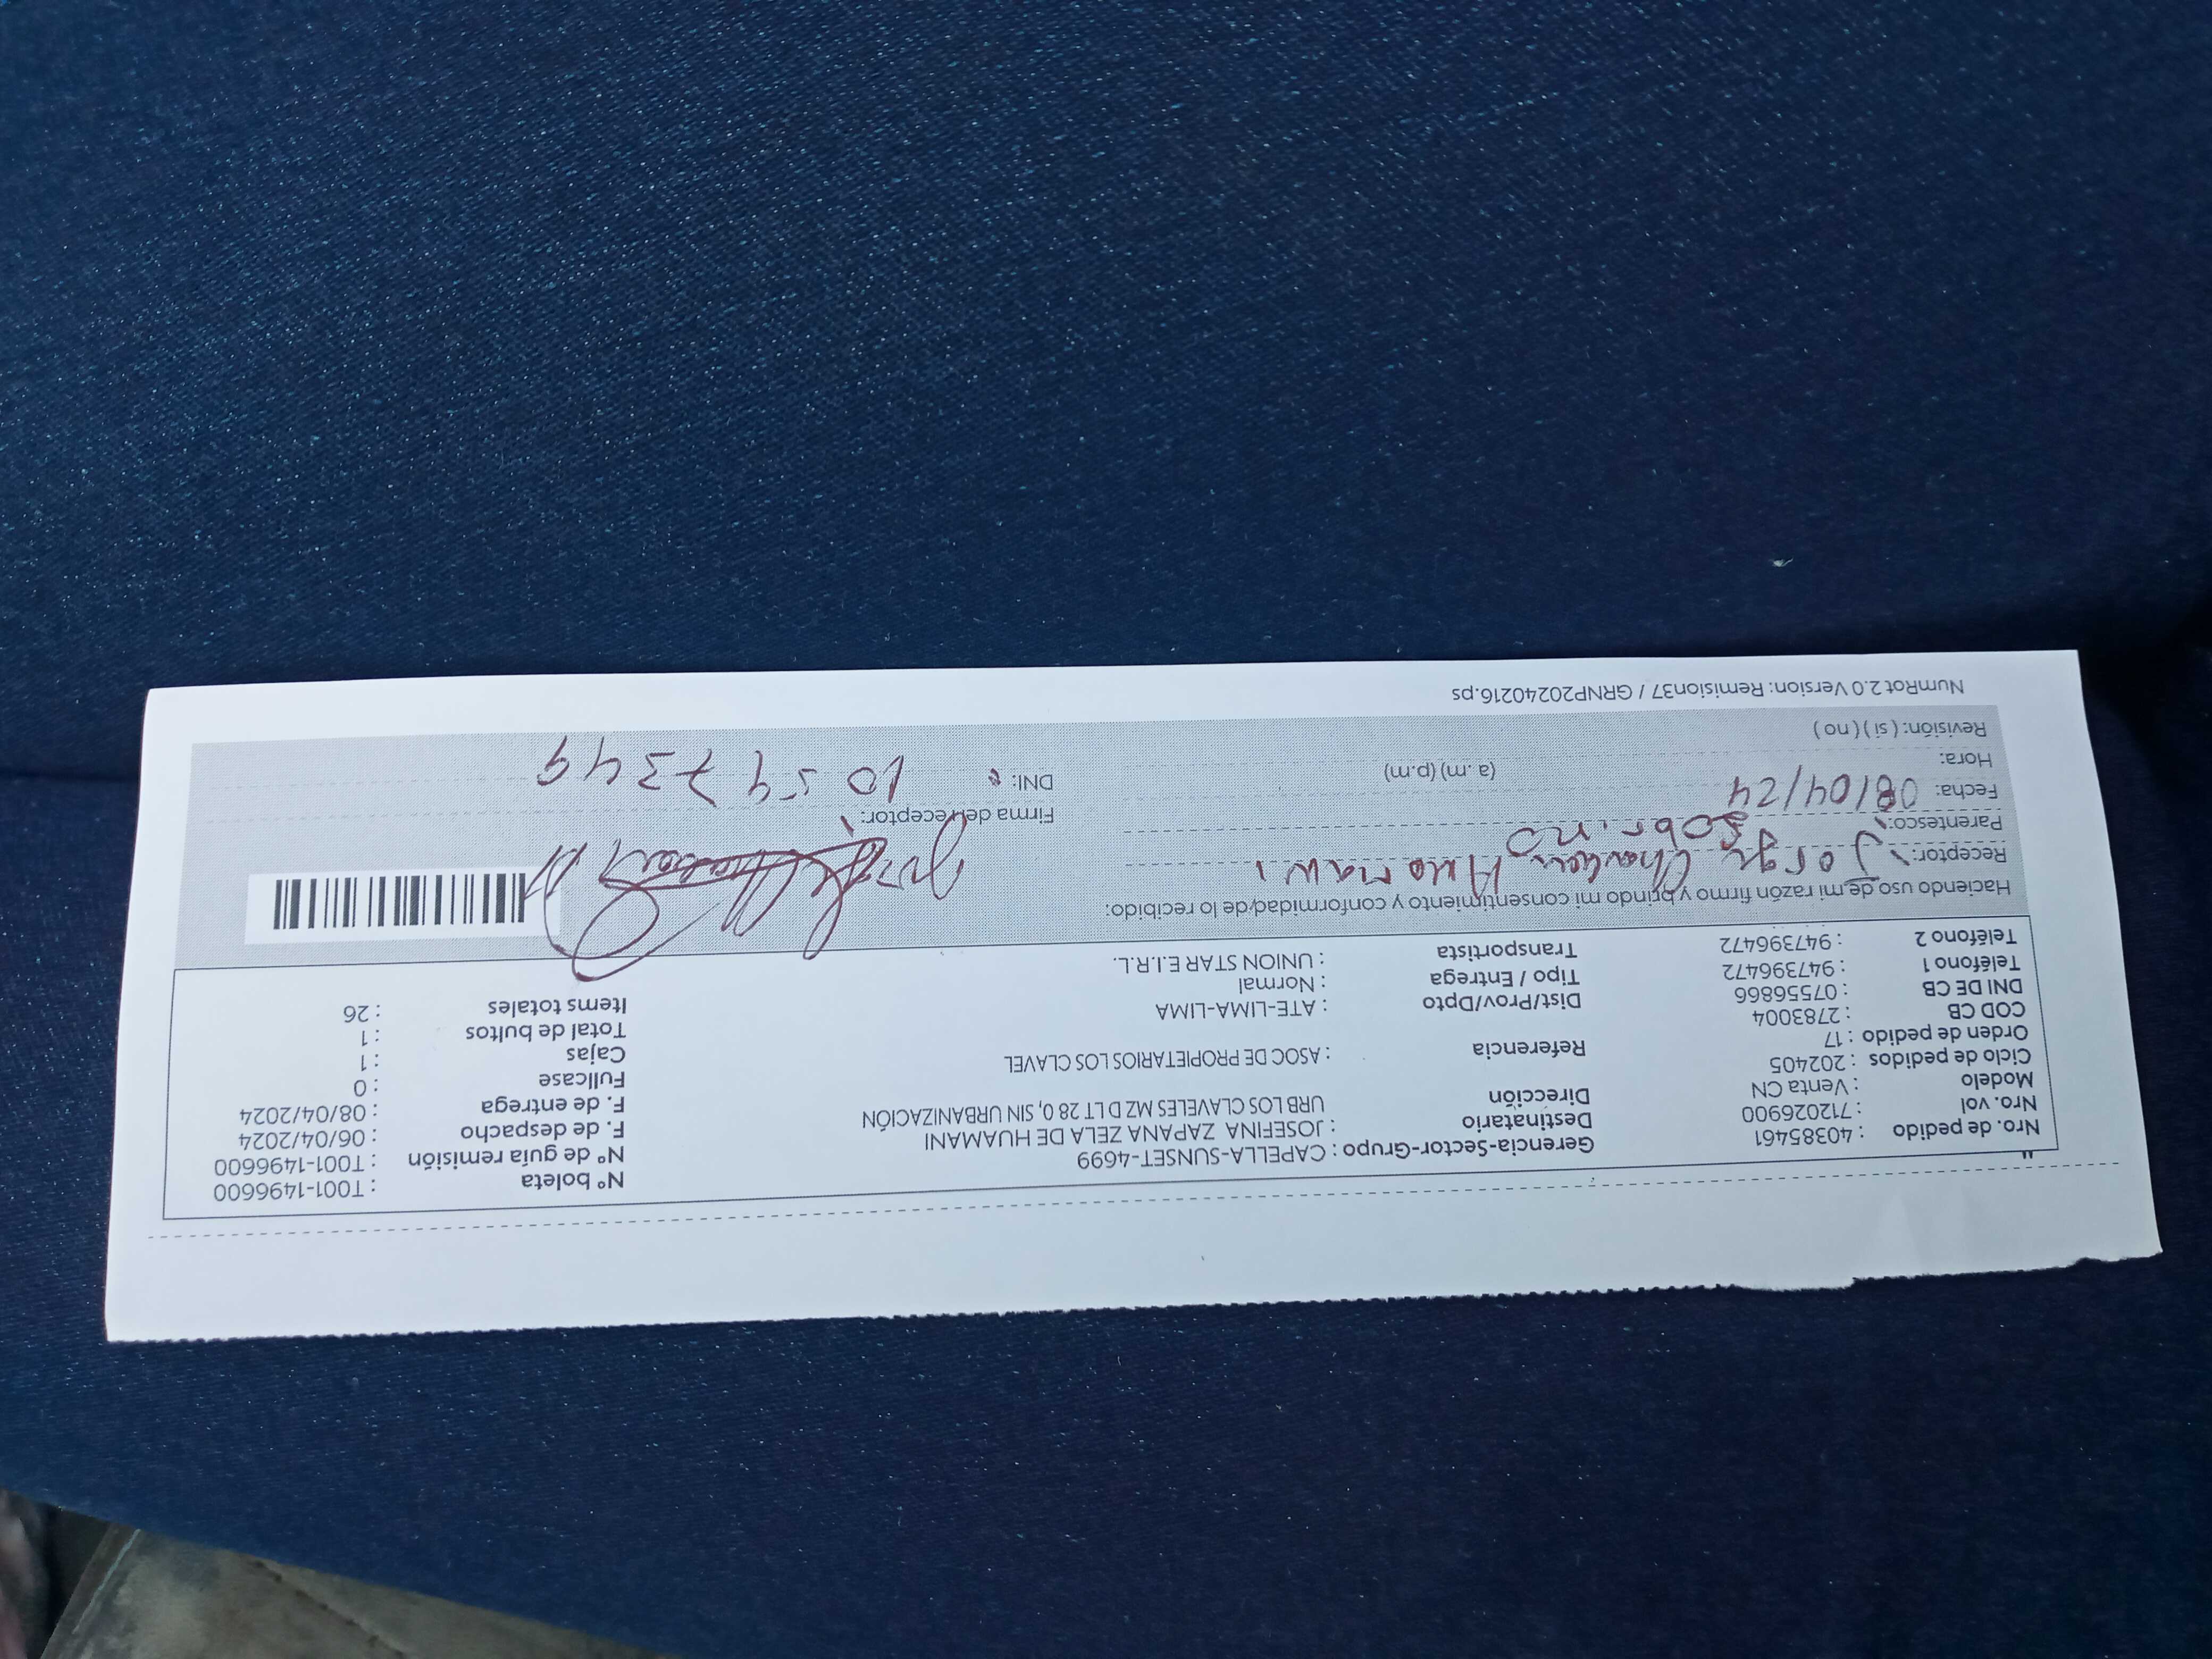 Nro. de pedido : 40385461
Nro. vol : 712026900
Modelo : Venta CN
Ciclo de pedidos : 202405
Orden de pedido : 17
COD CB : 2783004
DNI DE CB : 07556866
Teléfono 1 : 947396472
Teléfono 2 : 947396472
Gerencia-Sector-Grupo : CAPELLA-SUNSET-4699
Destinatario : JOSEFINA ZAPANA ZELA DE HUAMANI
Dirección URB LOS CLAVELES MZ D LT 28 0, SIN URBANIZACIÓN
Referencia : ASOC DE PROPIETARIOS LOS CLAVEL
Dist/Prov/Dpto : ATE-LIMA-LIMA
Tipo / Entrega : Normal
Transportista : UNION STAR E.I.R.L.
N° boleta : T001-1496600
N° de guía remisión : T001-1496600
F. de despacho : 06/04/2024
F. de entrega : 08/04/2024
Fullcase : 0
Cajas : 1
Total de bultos : 1
Items totales : 26
Haciendo uso de mi razón firmo y brindo mi consentimiento y conformidad de lo recibido:
Receptor: Jorge
Parentesco: Sobrino
Fecha: 08/04/24
Hora: (a.m) (p.m)
Revisión: ( si ) ( no )
Firma del receptor:
DNI: 10597349
NumRot 2.0 Version: Remision37 / GRNP20240216.ps